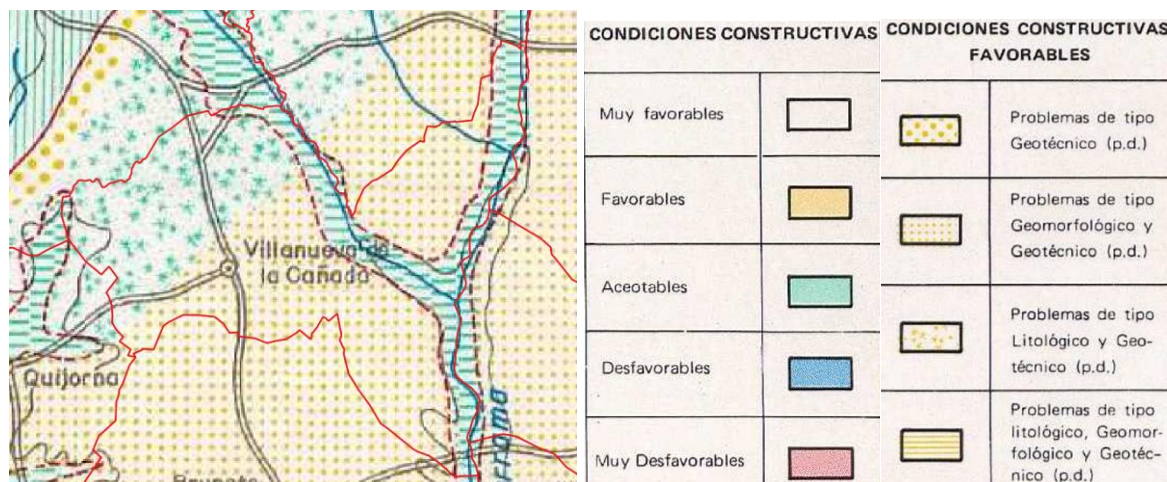 Villanueva de
la Cañada
Quijorna
CONDICIONES CONSTRUCTIVAS
Muy favorables
Favorables
Aceotables
Desfavorables
Muy Desfavorables
CONDICIONES CONSTRUCTIVAS
FAVORABLES
Problemas de tipo
Geotécnico (p.d.)
Problemas de tipo
Geomorfológico y
Geotécnico (p.d.)
Problemas de tipo
Litológico y Geo-
técnico (p.d.)
Problemas de tipo
litológico, Geomor-
fológico y Geotéc-
nico (p.d.)